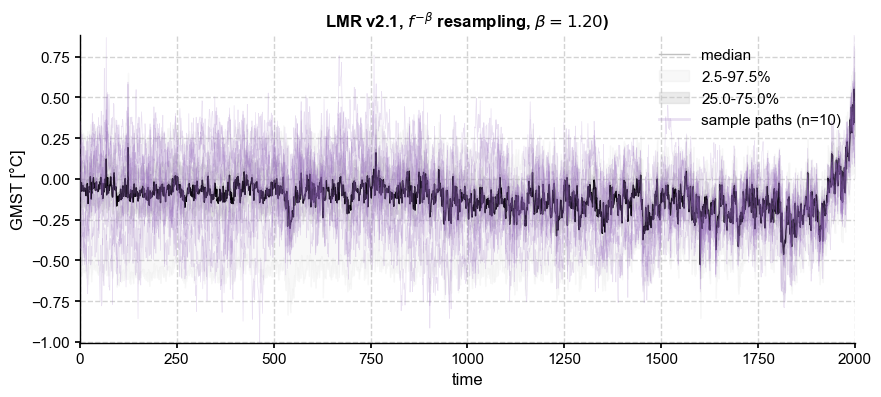 LMR v2.1, f^{-β} resampling, β = 1.20)
GMST [°C]
0.75
0.50
0.25
0.00
−0.25
−0.50
−0.75
−1.00
median
2.5-97.5%
25.0-75.0%
sample paths (n=10)
0 250 500 750 1000 1250 1500 1750 2000
time